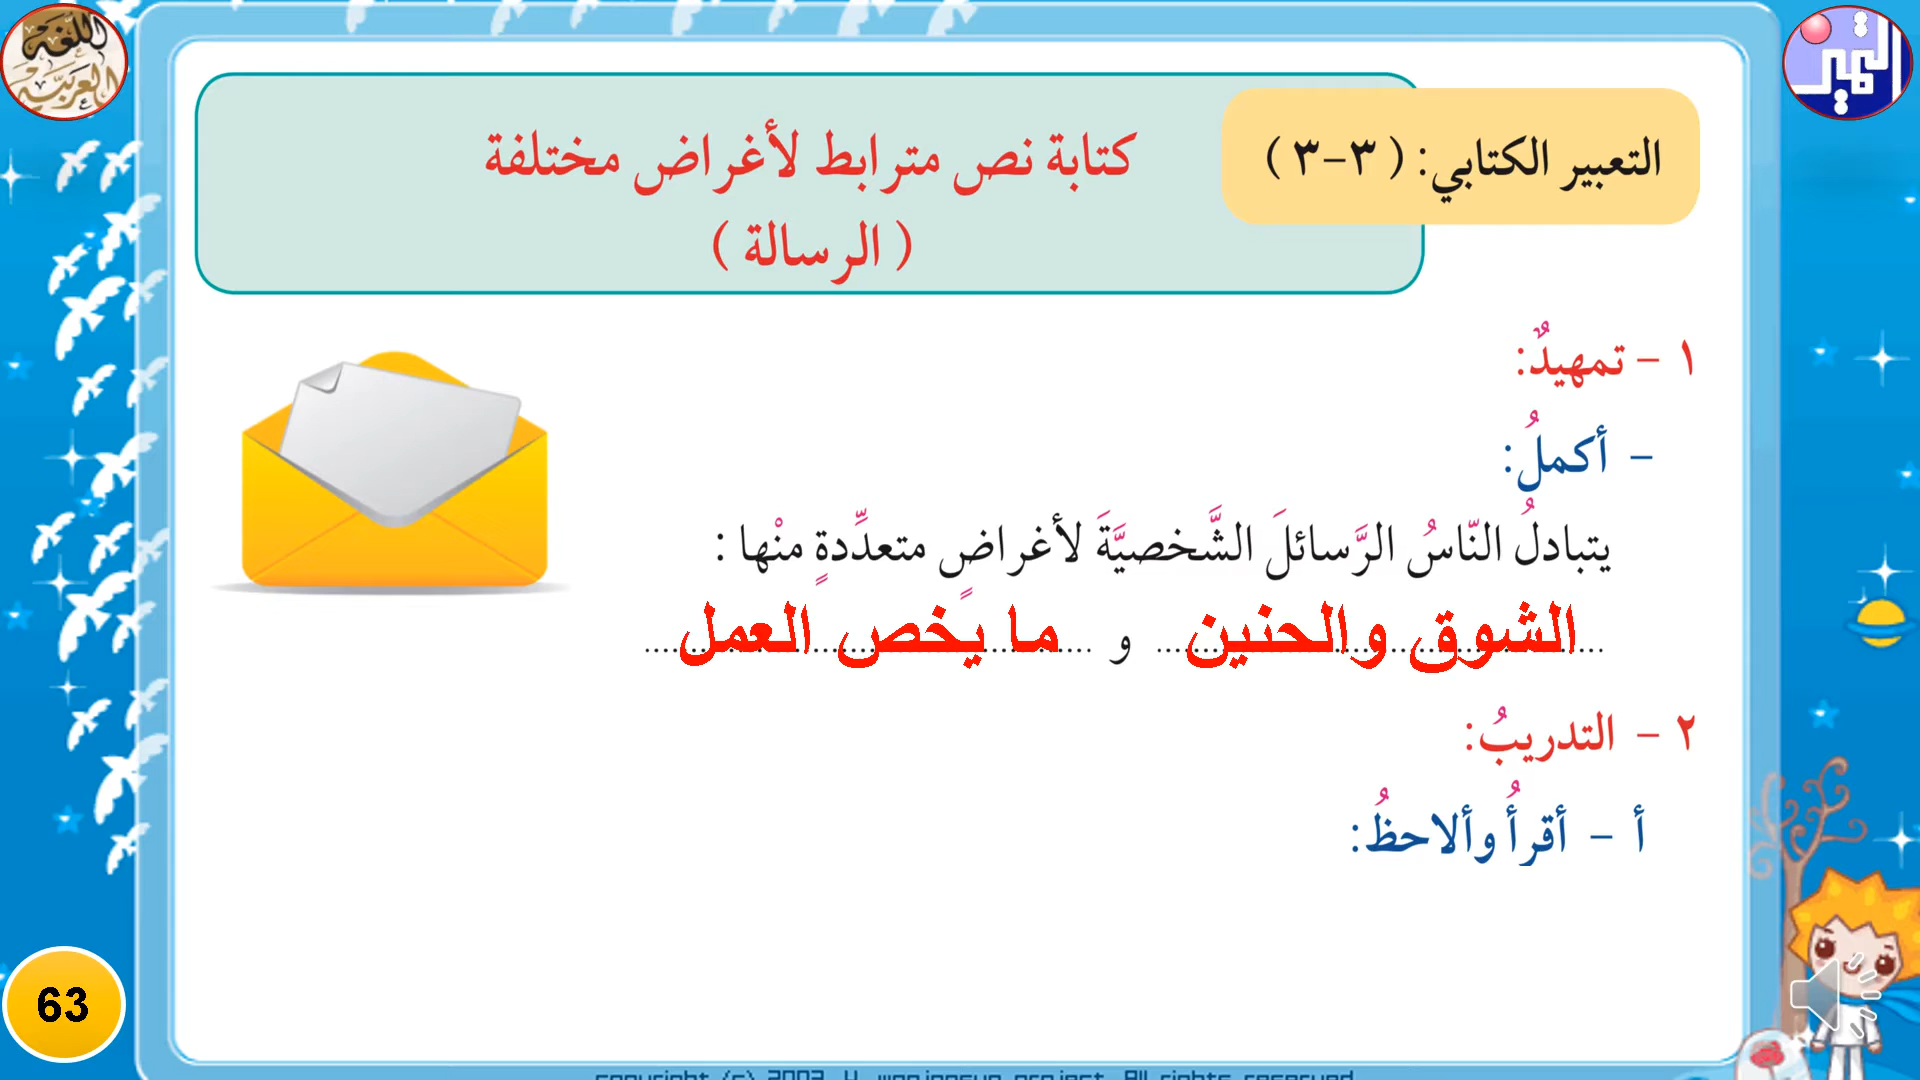 اللغة العربية
التميز
التعبير الكتابي: ( ٣-٣ )
كتابة نص مترابط لأغراض مختلفة
( الرسالة )
١ - تمهيدٌ:
- أكملُ:
يتبادلُ النّاسُ الرَّسائلَ الشَّخصيَّةَ لأغراضٍ متعدِّدةٍ منْها :
الشوق والحنين و ما يخص العمل
٢ - التدريبُ:
أ - أقرأُ وألاحظُ:
63